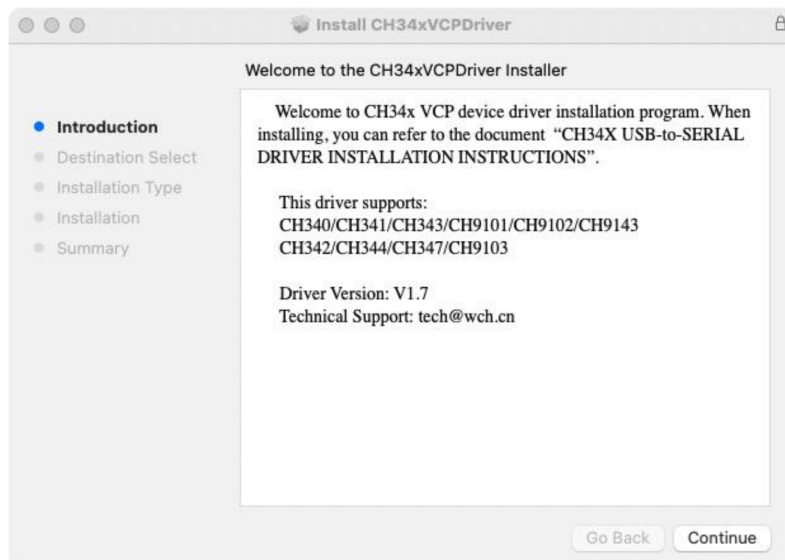 Install CH34xVCPDriver
Welcome to the CH34xVCPDriver Installer
Introduction
Destination Select
Installation Type
Installation
Summary
Welcome to CH34x VCP device driver installation program. When
installing, you can refer to the document “CH34X USB-to-SERIAL
DRIVER INSTALLATION INSTRUCTIONS”.
This driver supports:
CH340/CH341/CH343/CH9101/CH9102/CH9143
CH342/CH344/CH347/CH9103
Driver Version: V1.7
Technical Support: tech@wch.cn
Go Back
Continue